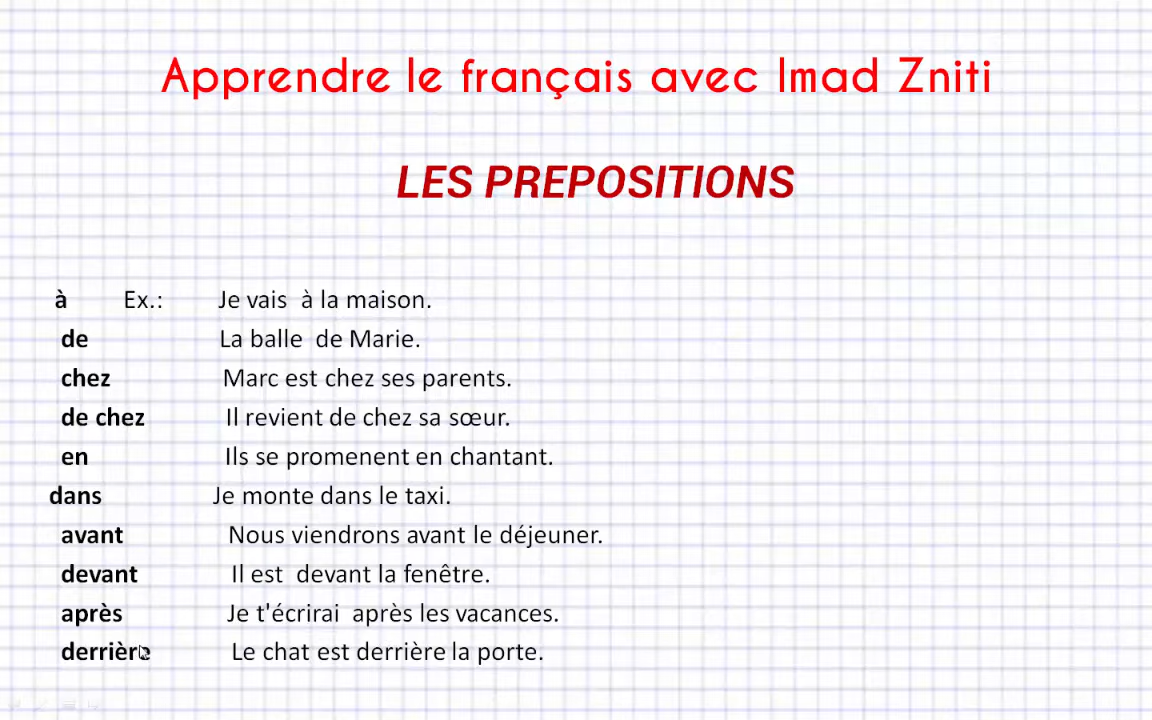 Apprendre le français avec Imad Zniti
LES PREPOSITIONS
à Ex.: Je vais à la maison.
de La balle de Marie.
chez Marc est chez ses parents.
de chez Il revient de chez sa sœur.
en Ils se promenent en chantant.
dans Je monte dans le taxi.
avant Nous viendrons avant le déjeuner.
devant Il est devant la fenêtre.
après Je t'écrirai après les vacances.
derrière Le chat est derrière la porte.